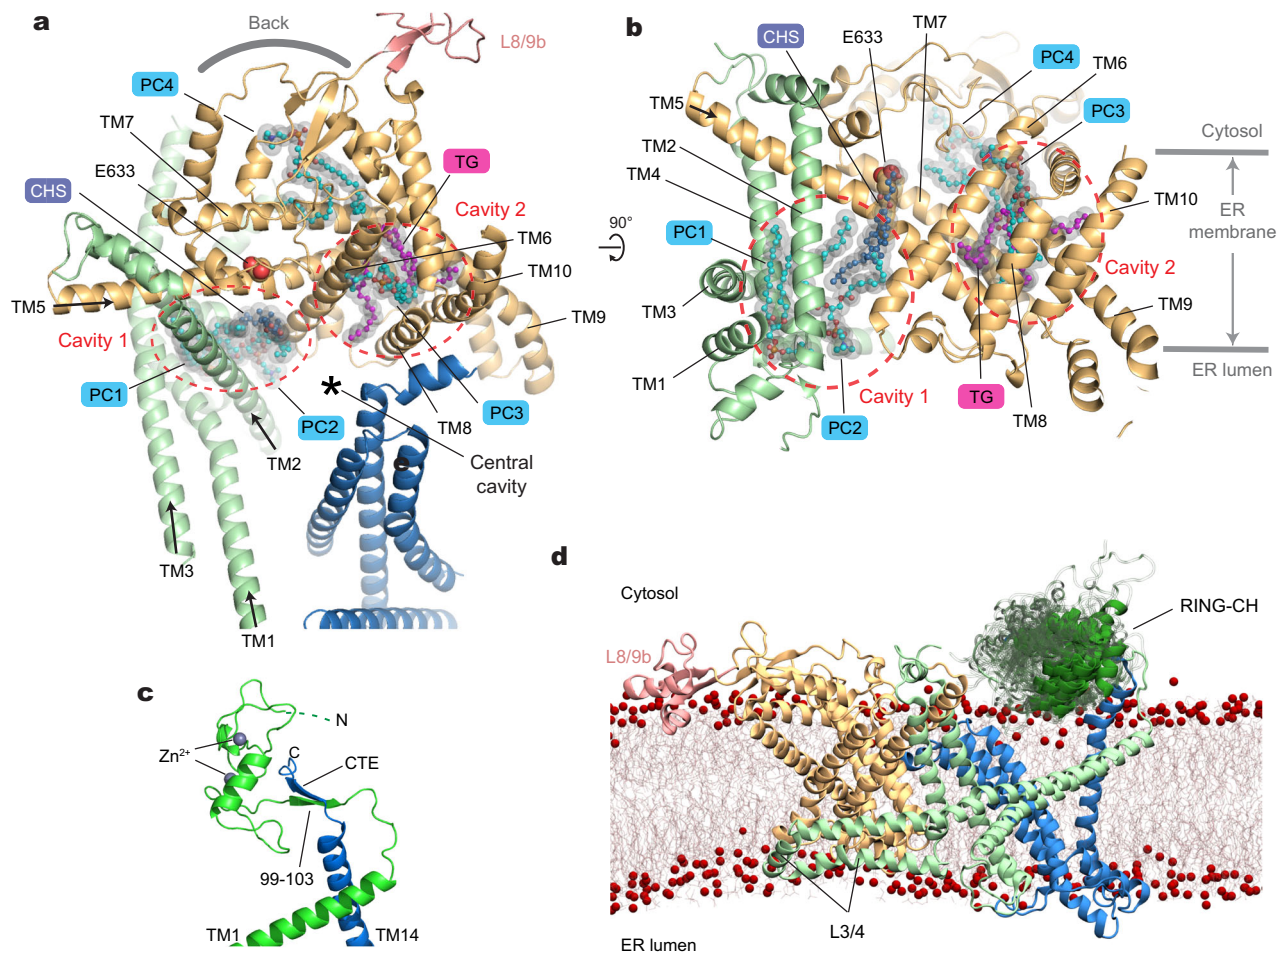 a
Back
L8/9b
PC4
TM7
E633
CHS
TG
Cavity 2
TM6
TM10
TM5
Cavity 1
TM9
PC1
PC2
*
PC3
TM8
TM2
Central
cavity
TM3
TM1
90°
b
CHS
E633
TM7
PC4
TM6
TM5
PC3
Cytosol
TM2
TM4
ER
membrane
TM10
PC1
Cavity 2
TM3
TM9
TM1
Cavity 1
ER lumen
PC2
TG
TM8
c
N
Zn2+
C
CTE
99-103
TM1
TM14
d
Cytosol
RING-CH
L8/9b
L3/4
ER lumen